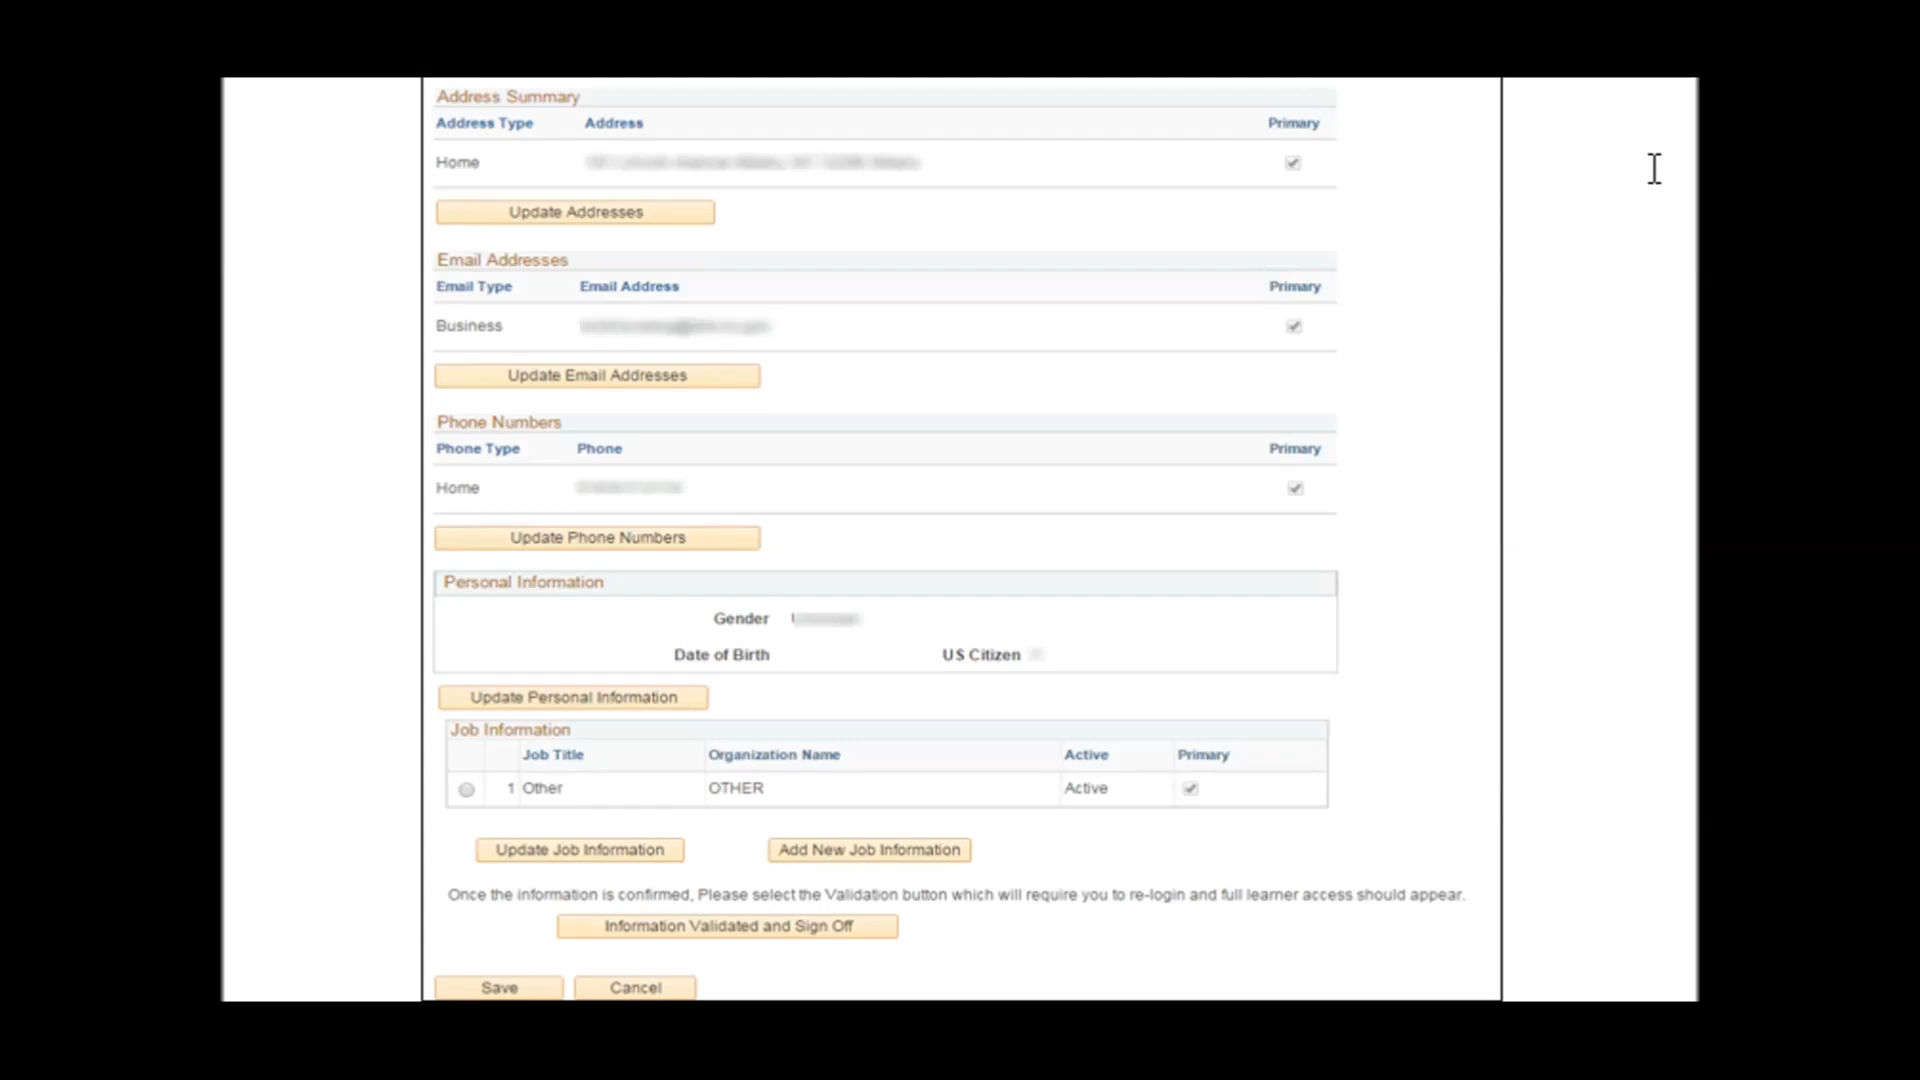 Address Summary
Address Type Address Primary
Home
Update Addresses
Email Addresses
Email Type Email Address Primary
Business
Update Email Addresses
Phone Numbers
Phone Type Phone Primary
Home
Update Phone Numbers
Personal Information
Gender
Date of Birth US Citizen
Update Personal Information
Job Information
Job Title Organization Name Active Primary
1 Other OTHER Active
Update Job Information Add New Job Information
Once the information is confirmed, Please select the Validation button which will require you to re-login and full learner access should appear.
Information Validated and Sign Off
Save Cancel